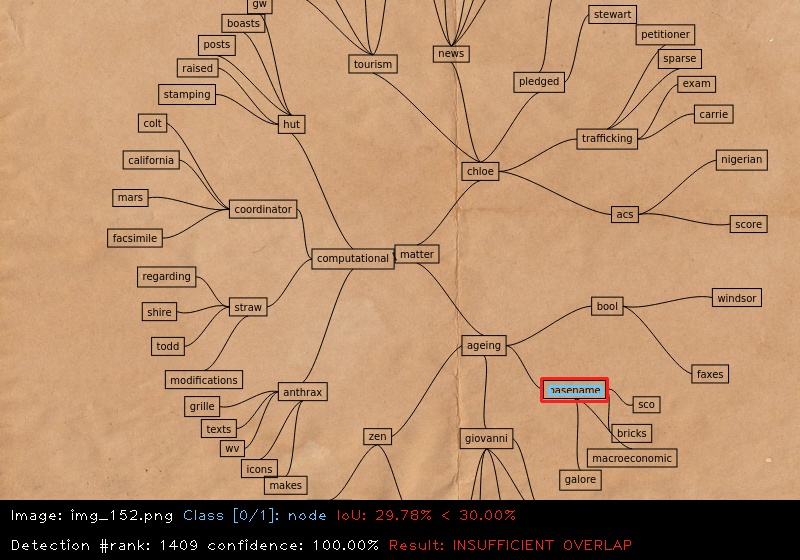 gw
boasts
stewart
petitioner
posts
tourism
news
sparse
raised
pledged
exam
stamping
carrie
colt
hut
trafficking
california
chloe
nigerian
mars
coordinator
acs
score
facsimile
computational
matter
regarding
windsor
shire
straw
bool
todd
ageing
modifications
faxes
anthrax
basename
grille
sco
texts
zen
giovanni
bricks
wv
macroeconomic
icons
makes
galore
Image: img_152.png Class [0/1]: node IoU: 29.78% < 30.00%
Detection #rank: 1409 confidence: 100.00% Result: INSUFFICIENT OVERLAP